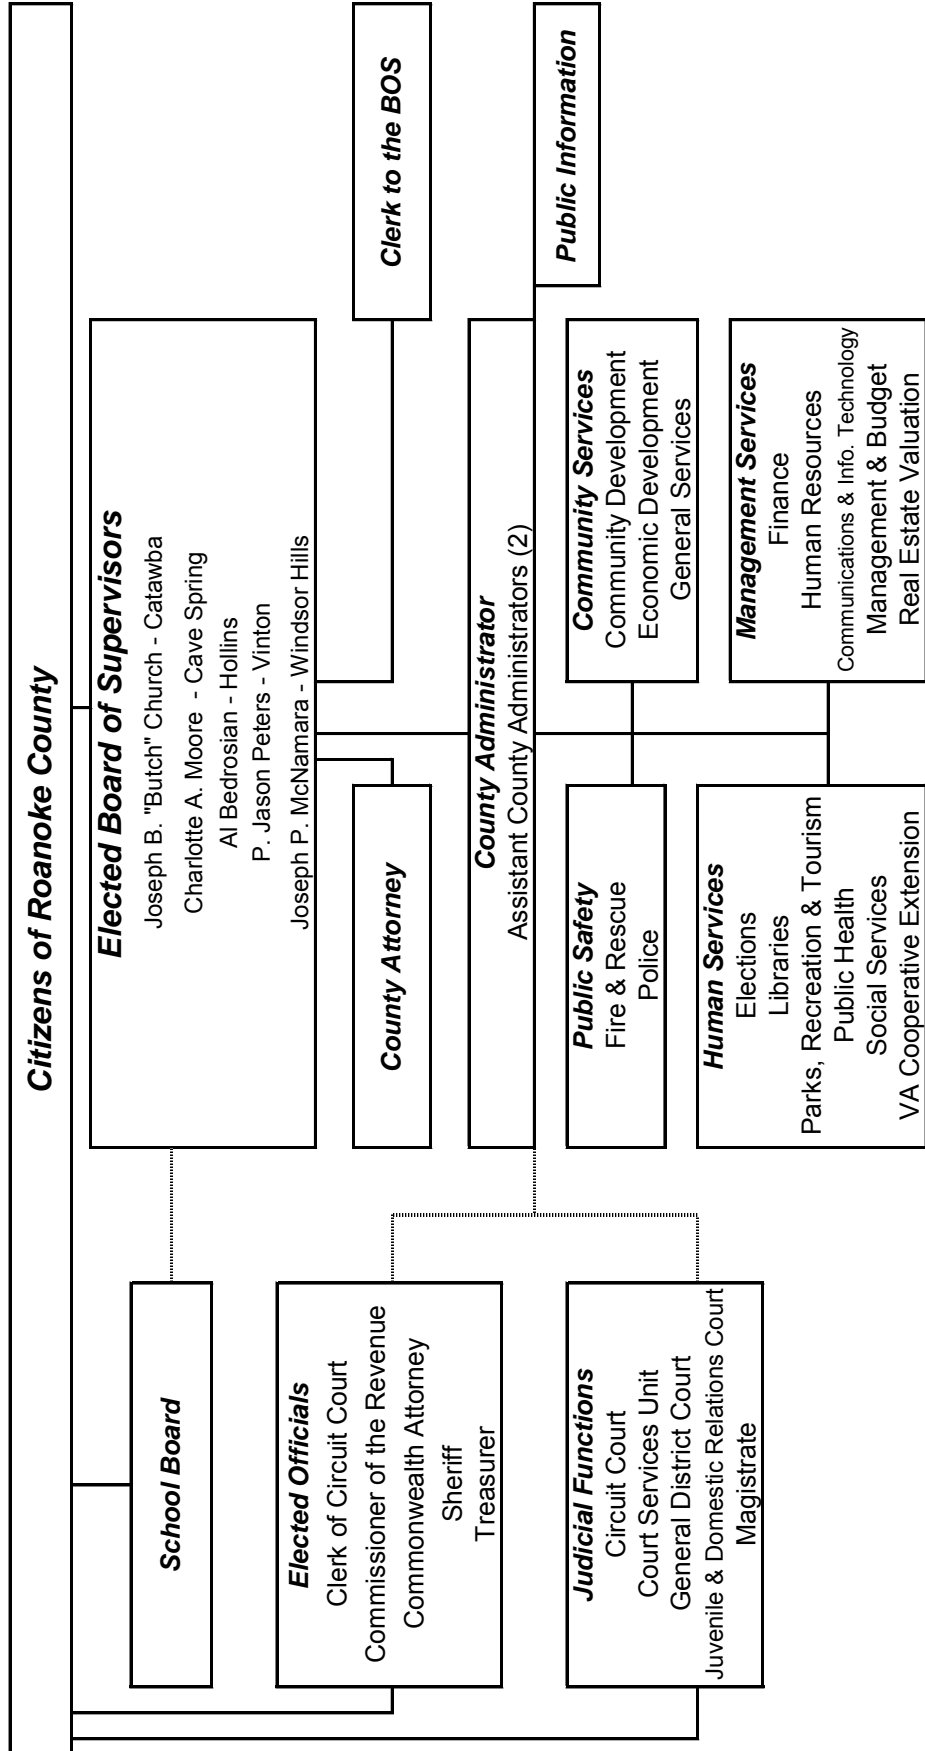 Citizens of Roanoke County
School Board
Elected Board of Supervisors
Joseph B. "Butch" Church - Catawba
Charlotte A. Moore - Cave Spring
Al Bedrosian - Hollins
P. Jason Peters - Vinton
Joseph P. McNamara - Windsor Hills
Elected Officials
Clerk of Circuit Court
Commissioner of the Revenue
Commonwealth Attorney
Sheriff
Treasurer
County Attorney
Clerk to the BOS
County Administrator
Assistant County Administrators (2)
Public Information
Judicial Functions
Circuit Court
Court Services Unit
General District Court
Juvenile & Domestic Relations Court
Magistrate
Public Safety
Fire & Rescue
Police
Community Services
Community Development
Economic Development
General Services
Human Services
Elections
Libraries
Parks, Recreation & Tourism
Public Health
Social Services
VA Cooperative Extension
Management Services
Finance
Human Resources
Communications & Info. Technology
Management & Budget
Real Estate Valuation